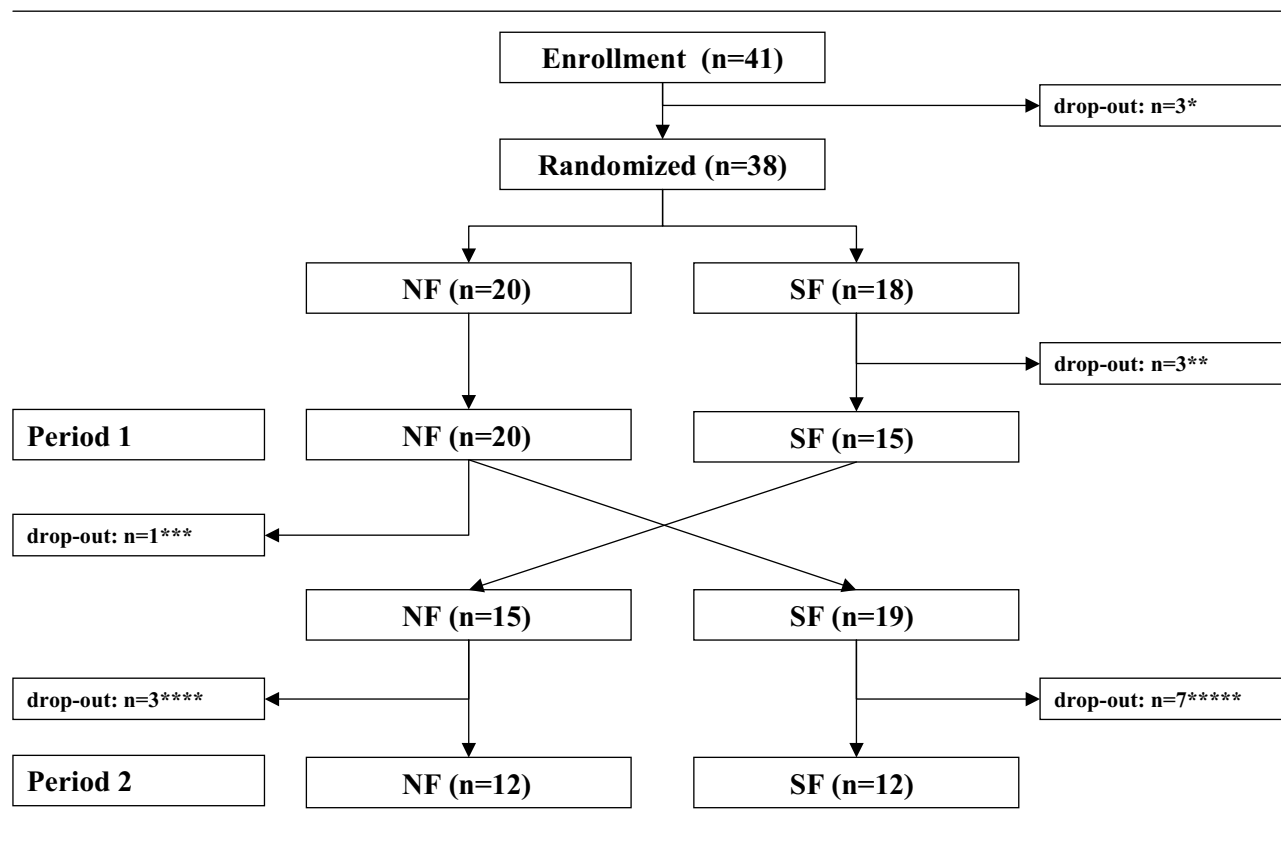 Enrollment (n=41)
drop-out: n=3*
Randomized (n=38)
NF (n=20)
SF (n=18)
drop-out: n=3**
Period 1
NF (n=20)
SF (n=15)
drop-out: n=1***
NF (n=15)
SF (n=19)
drop-out: n=3****
drop-out: n=7*****
Period 2
NF (n=12)
SF (n=12)